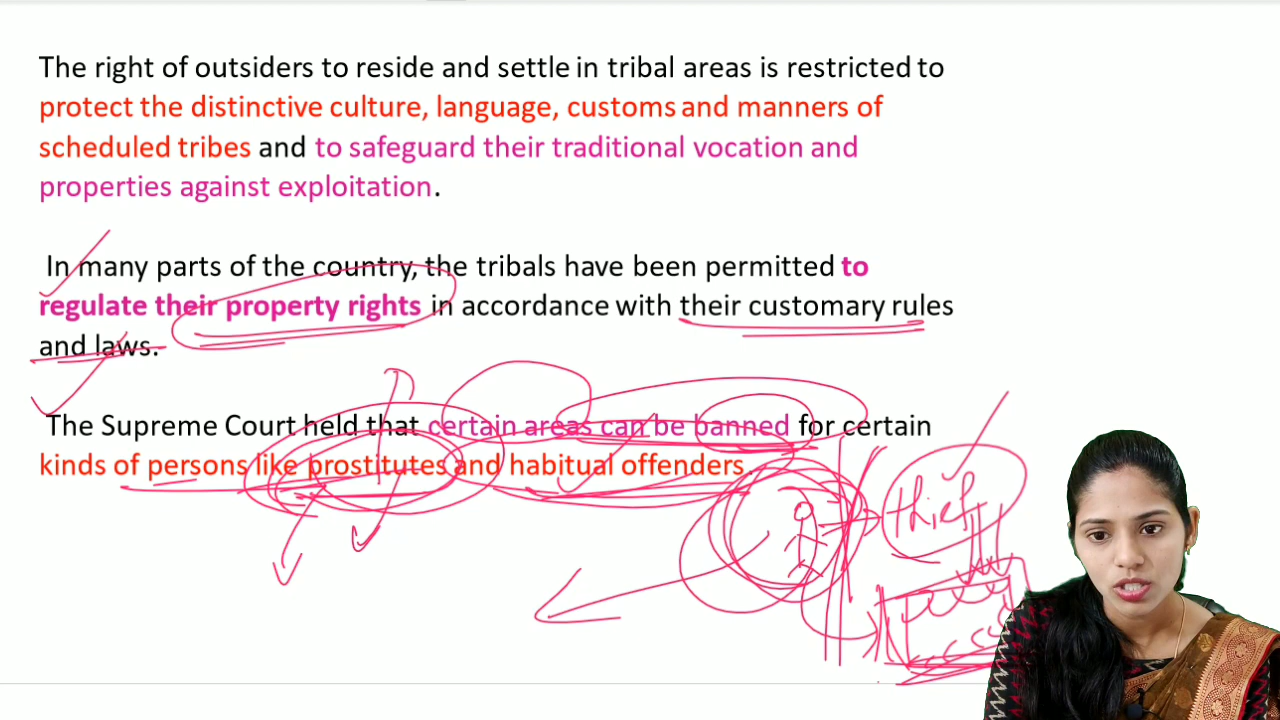 The right of outsiders to reside and settle in tribal areas is restricted to
protect the distinctive culture, language, customs and manners of
scheduled tribes and to safeguard their traditional vocation and
properties against exploitation.
In many parts of the country, the tribals have been permitted to
regulate their property rights in accordance with their customary rules
and laws.
The Supreme Court held that certain areas can be banned for certain
kinds of persons like prostitutes and habitual offenders.
thief